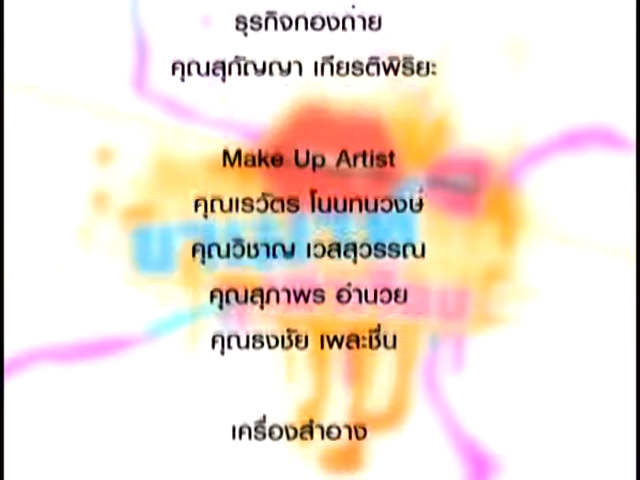 ธุรกิจกองถ่าย
คุณสุกัญญา เกียรติพิริยะ
Make Up Artist
คุณเรวัตร โนนทนวงษ์
คุณวิชาญ เวสสุวรรณ
คุณสุภาพร อำนวย
คุณธงชัย เพละชื่น
เครื่องสำอาง